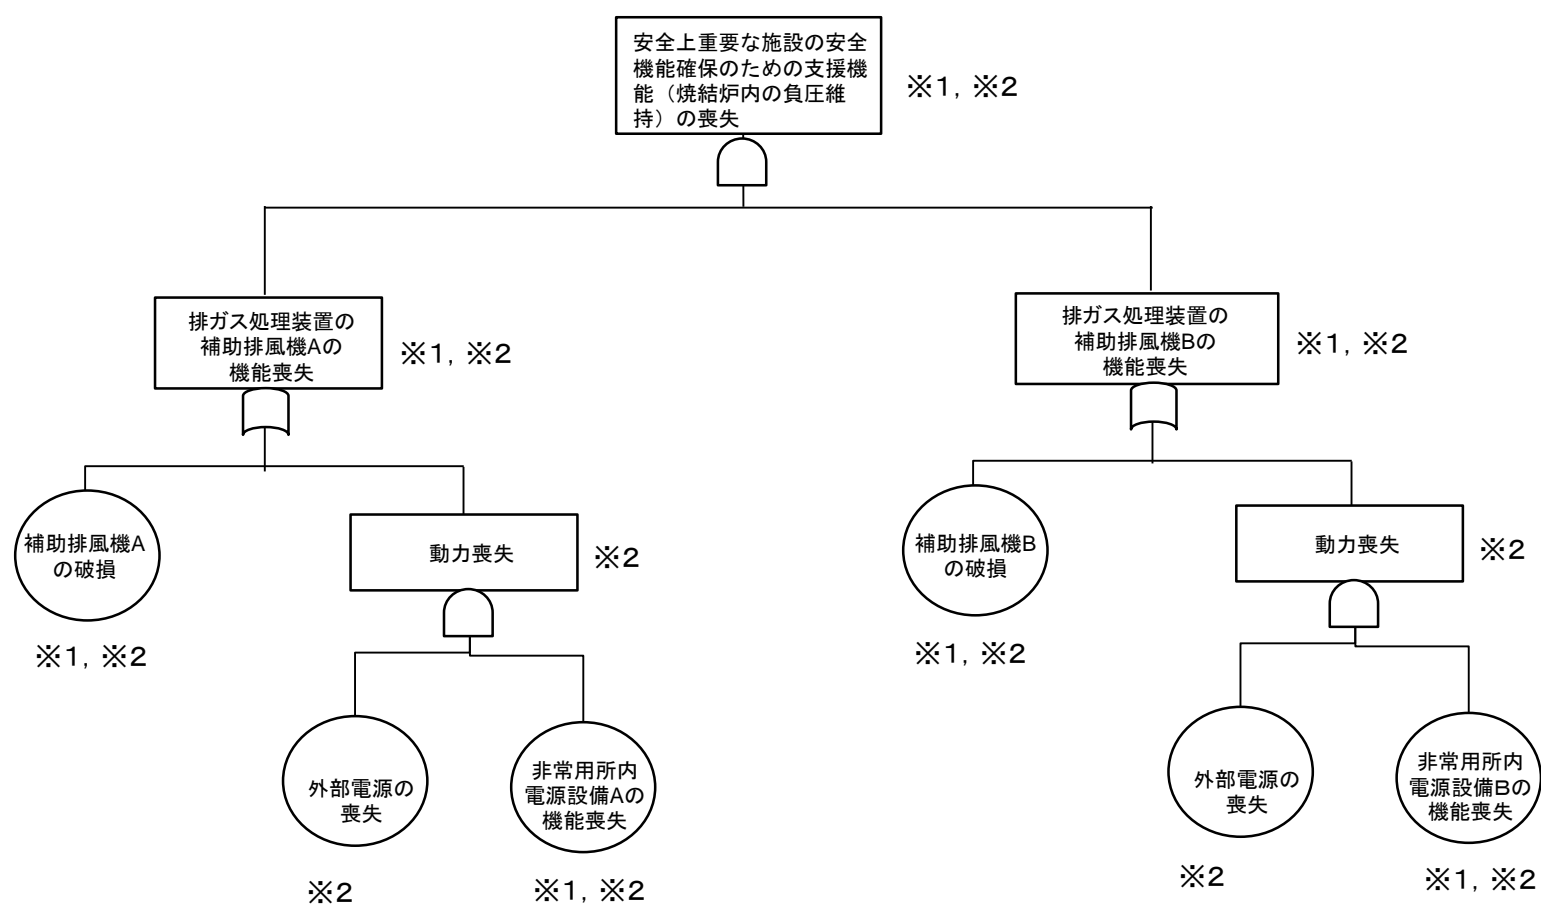 安全上重要な施設の安全
機能確保のための支援機
能（焼結炉内の負圧維
持）の喪失
※1, ※2
排ガス処理装置の
補助排風機Aの
機能喪失
※1, ※2
排ガス処理装置の
補助排風機Bの
機能喪失
※1, ※2
補助排風機A
の破損
※1, ※2
動力喪失
※2
補助排風機B
の破損
※1, ※2
動力喪失
※2
外部電源の
喪失
※2
非常用所内
電源設備Aの
機能喪失
※1, ※2
外部電源の
喪失
※2
非常用所内
電源設備Bの
機能喪失
※1, ※2